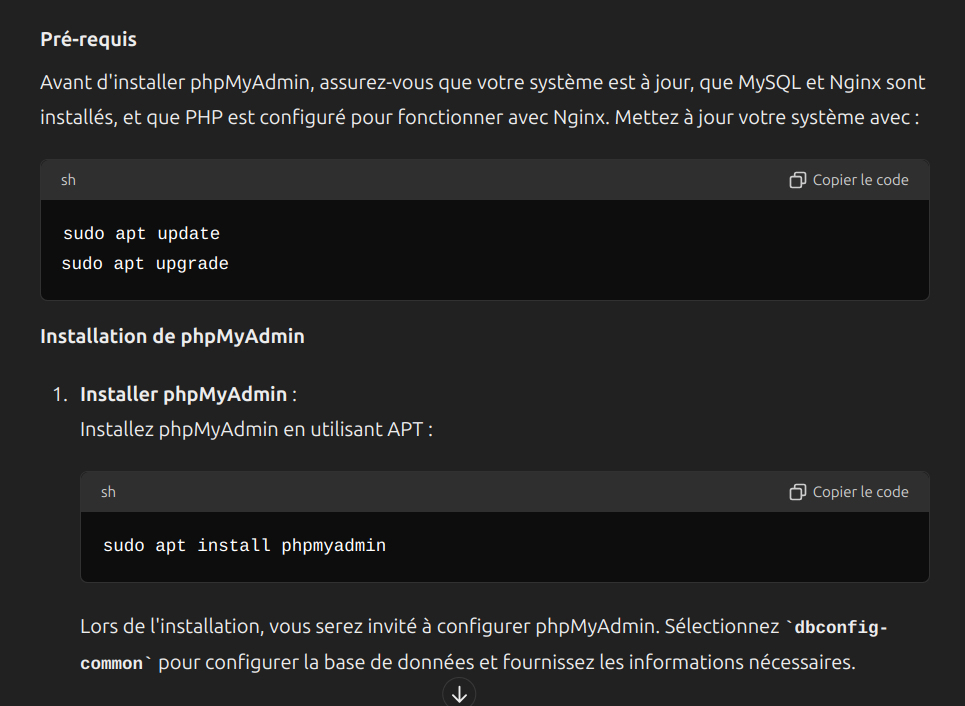 Pré-requis
Avant d'installer phpMyAdmin, assurez-vous que votre système est à jour, que MySQL et Nginx sont
installés, et que PHP est configuré pour fonctionner avec Nginx. Mettez à jour votre système avec :
sh
Copier le code
sudo apt update
sudo apt upgrade
Installation de phpMyAdmin
1. Installer phpMyAdmin :
Installez phpMyAdmin en utilisant APT :
sh
Copier le code
sudo apt install phpmyadmin
Lors de l'installation, vous serez invité à configurer phpMyAdmin. Sélectionnez `dbconfig-
common` pour configurer la base de données et fournissez les informations nécessaires.